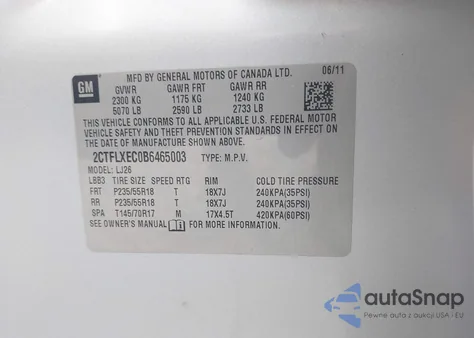 GM
MFD BY GENERAL MOTORS OF CANADA LTD. 06/11
GVWR GAWR FRT GAWR RR
2300 KG 1175 KG 1240 KG
5070 LB 2590 LB 2733 LB
THIS VEHICLE CONFORMS TO ALL APPLICABLE U.S. FEDERAL MOTOR
VEHICLE SAFETY AND THEFT PREVENTION STANDARDS IN EFFECT ON
THE DATE OF MANUFACTURE SHOWN ABOVE.
2CTFLXEC0B6465003 TYPE: M.P.V.
MODEL: LJ26
LBB3 TIRE SIZE SPEED RTG RIM COLD TIRE PRESSURE
FRT P235/55R18 T 18X7J 240KPA(35PSI)
RR P235/55R18 T 18X7J 240KPA(35PSI)
SPA T145/70R17 M 17X4.5T 420KPA(60PSI)
SEE OWNER'S MANUAL FOR MORE INFORMATION.
autoSnap
Pewne auta z aukcji USA i EU